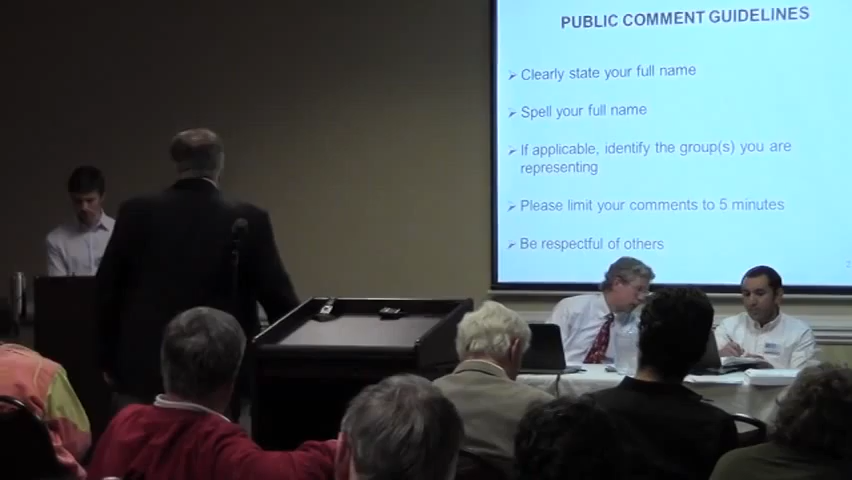 PUBLIC COMMENT GUIDELINES
➢ Clearly state your full name
➢ Spell your full name
➢ If applicable, identify the group(s) you are
representing
➢ Please limit your comments to 5 minutes
➢ Be respectful of others
2